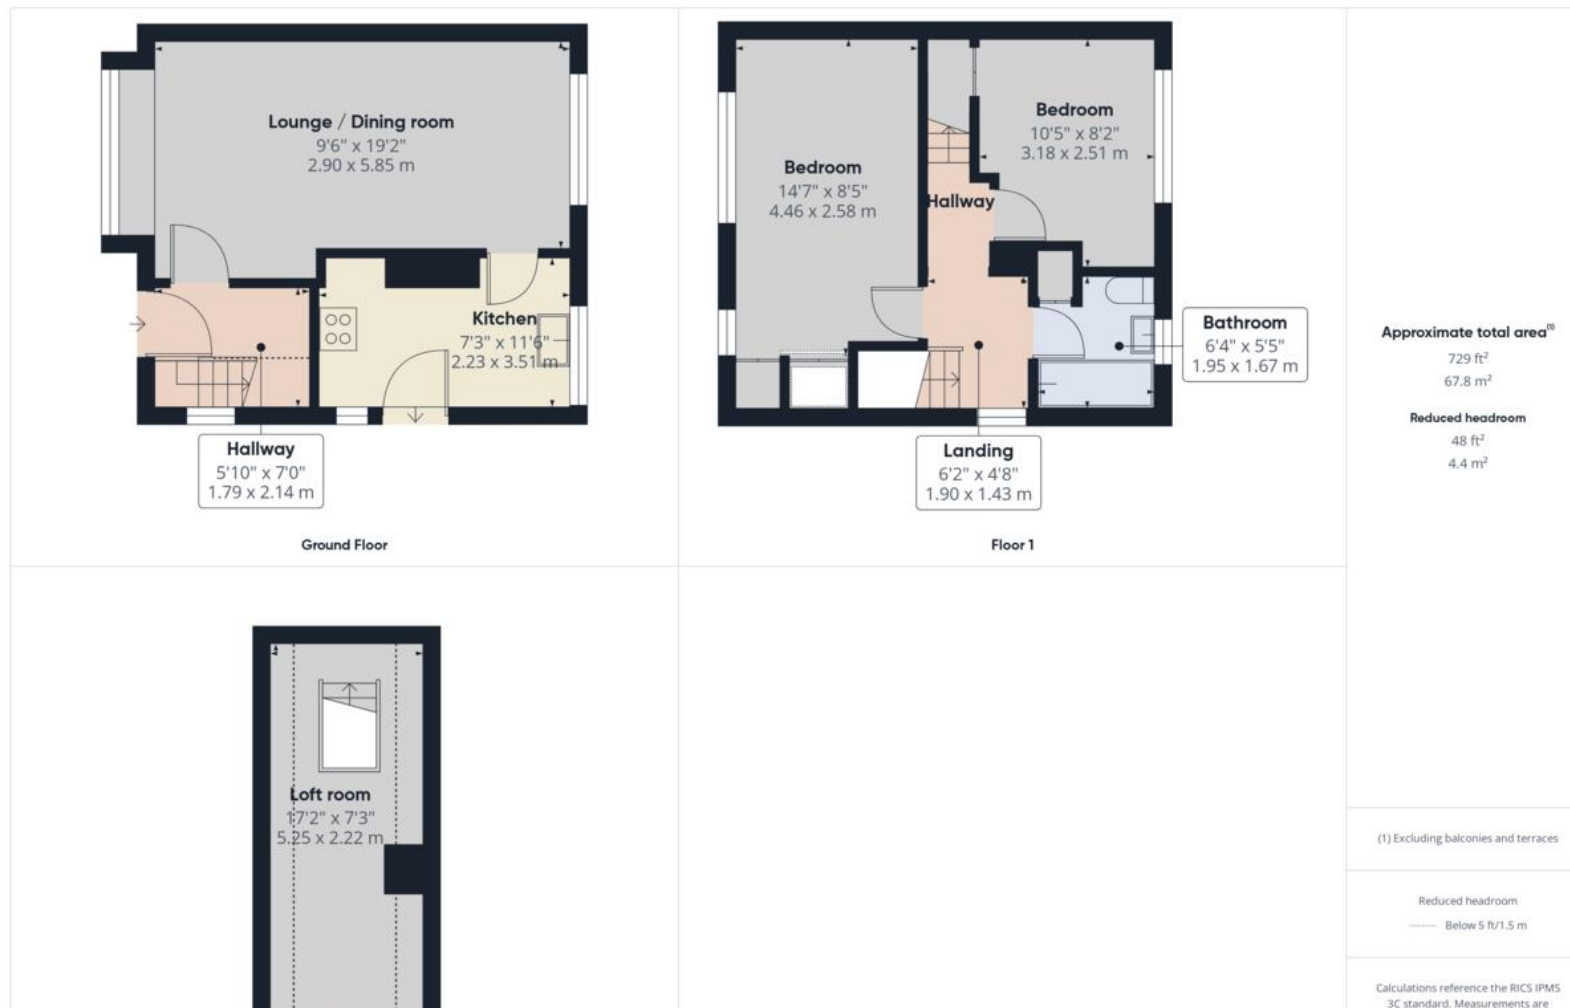 Lounge / Dining room
9'6" x 19'2"
2.90 x 5.85 m
Kitchen
7'3" x 11'6"
2.23 x 3.51 m
Hallway
5'10" x 7'0"
1.79 x 2.14 m
Ground Floor
Bedroom
14'7" x 8'5"
4.46 x 2.58 m
Hallway
Bedroom
10'5" x 8'2"
3.18 x 2.51 m
Bathroom
6'4" x 5'5"
1.95 x 1.67 m
Landing
6'2" x 4'8"
1.90 x 1.43 m
Floor 1
Loft room
17'2" x 7'3"
5.25 x 2.22 m
Approximate total area(1)
729 ft²
67.8 m²
Reduced headroom
48 ft²
4.4 m²
(1) Excluding balconies and terraces
Reduced headroom
Below 5 ft/1.5 m
Calculations reference the RICS IPMS
3C standard. Measurements are